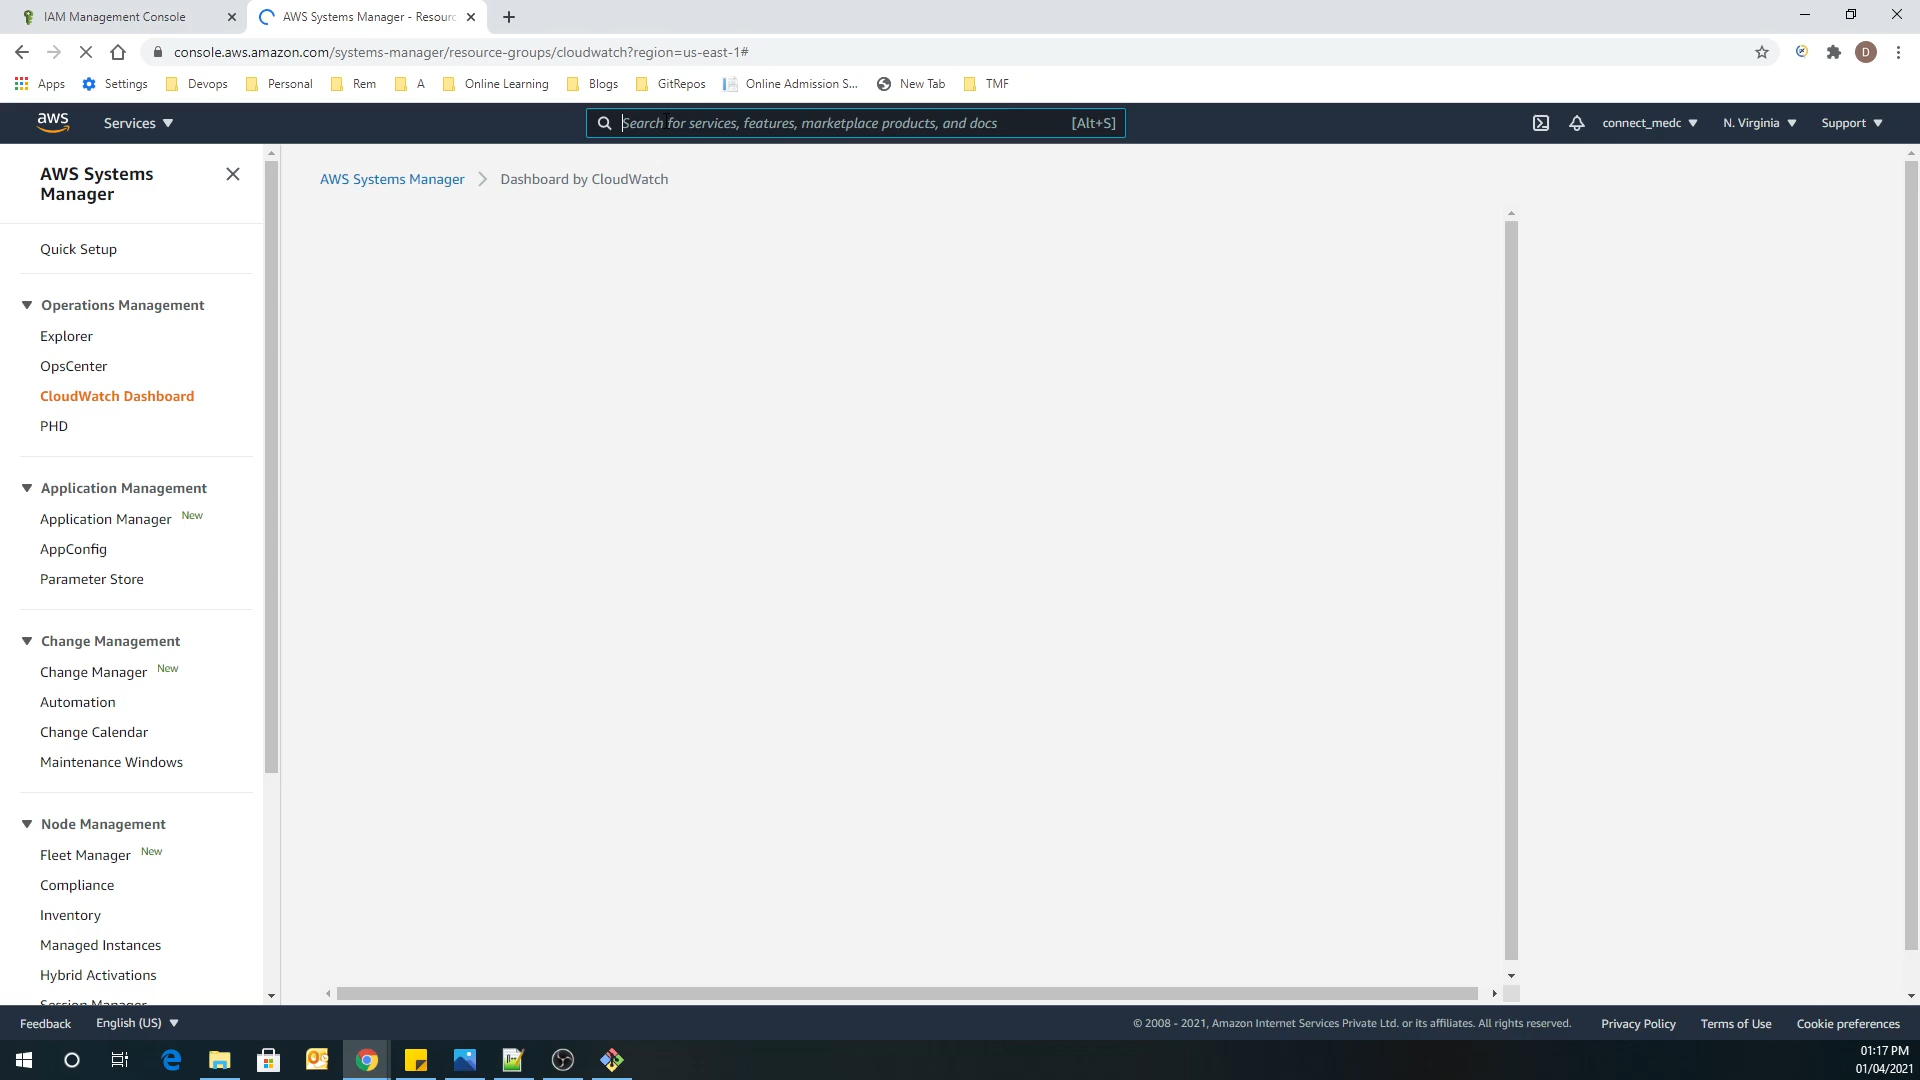 IAM Management Console
AWS Systems Manager - Resourc
console.aws.amazon.com/systems-manager/resource-groups/cloudwatch?region=us-east-1#
D
Apps
Settings
Devops
Personal
Rem
A
Online Learning
Blogs
GitRepos
Online Admission S...
New Tab
TMF
aws
Services
Search for services, features, marketplace products, and docs
[Alt+S]
connect_medc
N. Virginia
Support
AWS Systems
Manager
AWS Systems Manager
Dashboard by CloudWatch
Quick Setup
Operations Management
Explorer
OpsCenter
CloudWatch Dashboard
PHD
Application Management
Application Manager New
AppConfig
Parameter Store
Change Management
Change Manager New
Automation
Change Calendar
Maintenance Windows
Node Management
Fleet Manager New
Compliance
Inventory
Managed Instances
Hybrid Activations
Session Manager
Feedback
English (US)
© 2008 - 2021, Amazon Internet Services Private Ltd. or its affiliates. All rights reserved.
Privacy Policy
Terms of Use
Cookie preferences
01:17 PM
01/04/2021